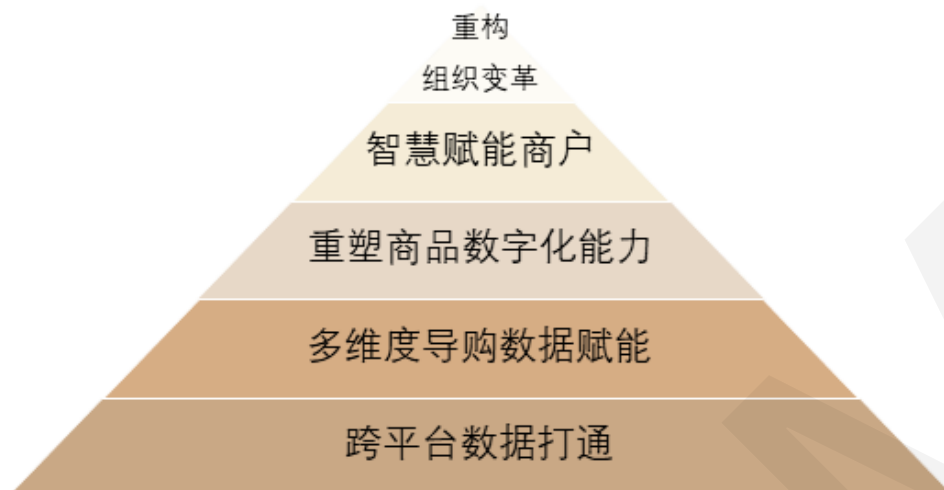 重构
组织变革
智慧赋能商户
重塑商品数字化能力
多维度导购数据赋能
跨平台数据打通